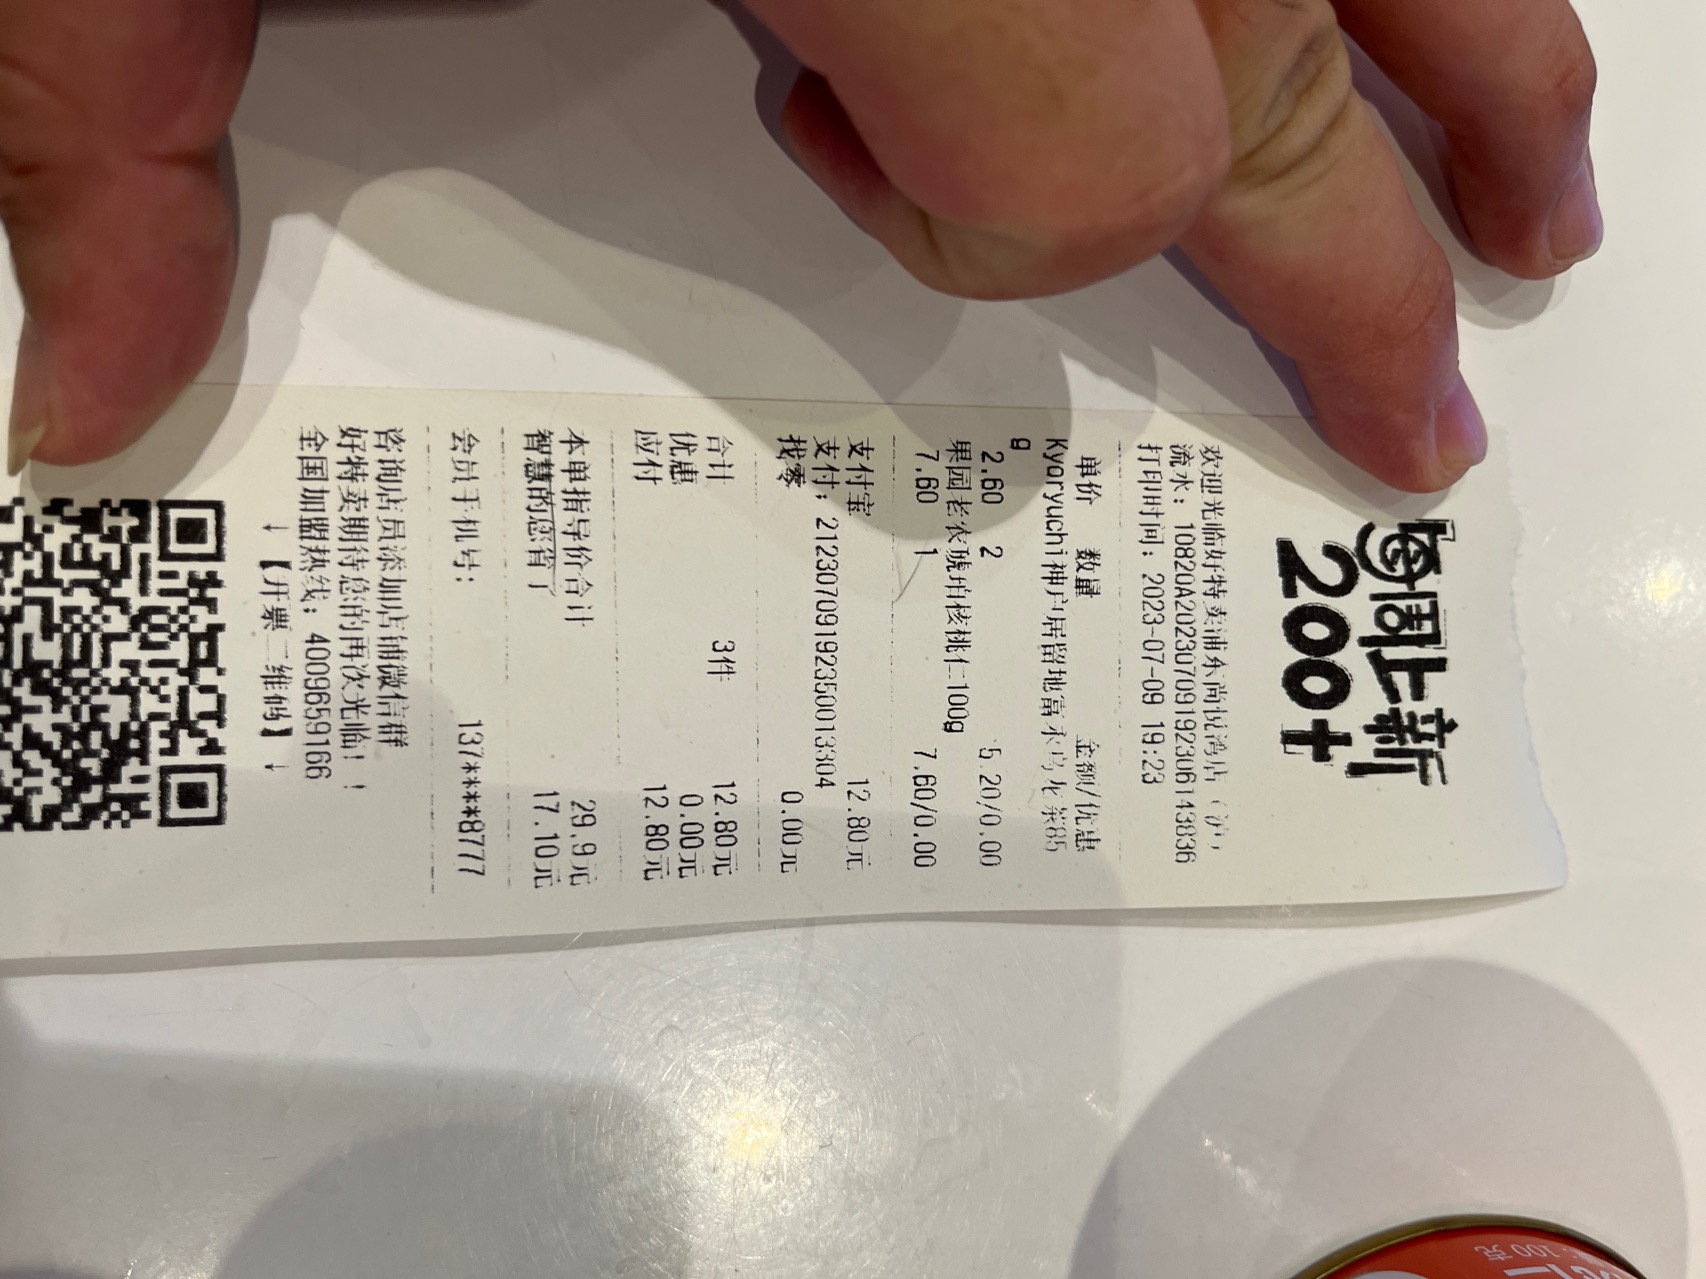 每周上新
200+
欢迎光临好特卖浦东尚悦湾店（沪）
流水：10820A2023070919230614383​6
打印时间：2023-07-09 19:23
单价 数量 金额/优惠
Kyoryuchi神户居留地富永乌龙茶85
g
2.60 2 5.20/0.00
果园老农琥珀核桃仁100g
7.60 1 7.60/0.00
支付宝 12.80元
支付：21230709192350013304
找零 0.00元
合计 3件 12.80元
优惠 0.00元
应付 12.80元
本单指导价合计 29.9元
智慧的您省了 17.10元
会员手机号： 137****8777
咨询店员添加店铺微信群
好特卖期待您的再次光临！！
全国加盟热线：4009659166
↓ 【开票二维码】 ↓
100克